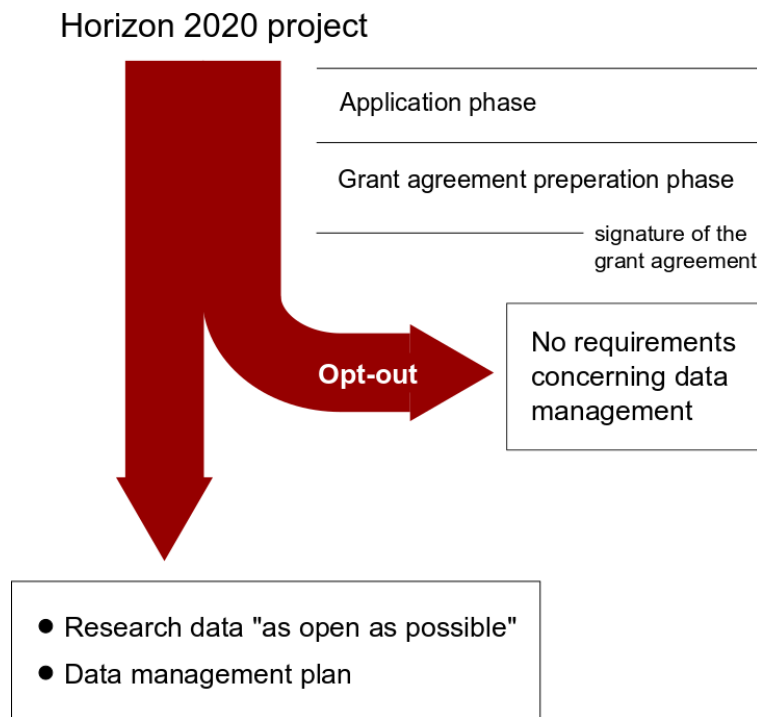 Horizon 2020 project
Application phase
Grant agreement preperation phase
signature of the
grant agreement
Opt-out
No requirements
concerning data
management
● Research data "as open as possible"
● Data management plan